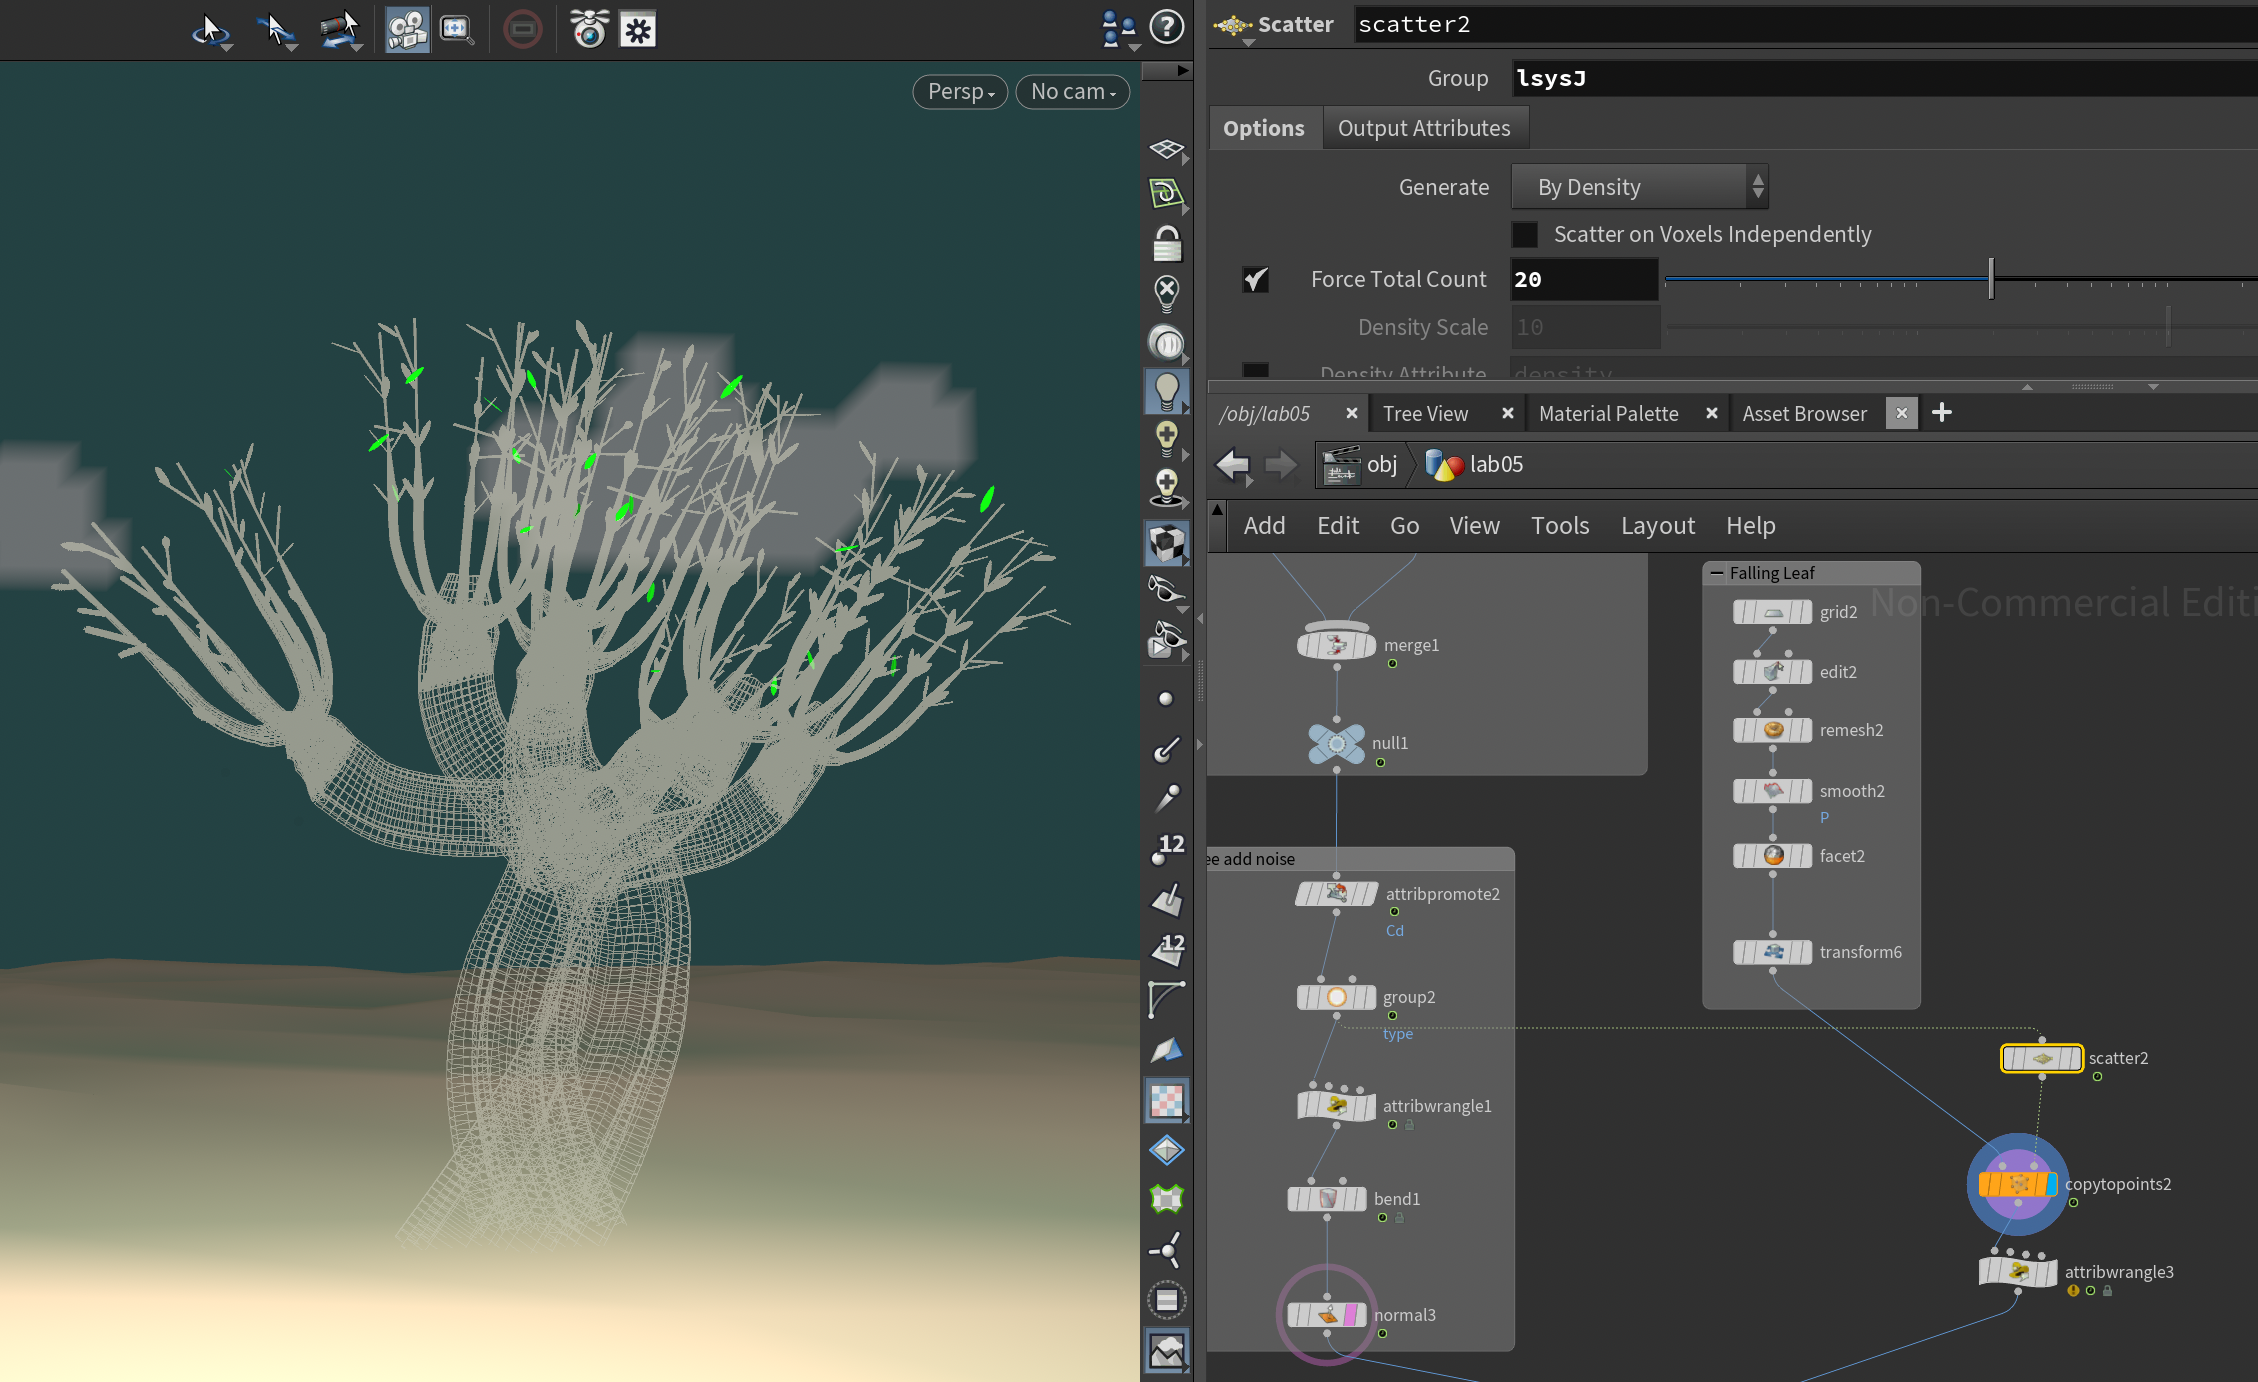 Persp
No cam
12
12
Scatter
scatter2
Group
lsysJ
Options
Output Attributes
Generate
By Density
Scatter on Voxels Independently
Force Total Count
20
Density Scale
10
Density Attribute
density
/obj/lab05
Tree View
Material Palette
Asset Browser
obj
lab05
Add
Edit
Go
View
Tools
Layout
Help
Non-Commercial Editi
merge1
null1
ee add noise
attribpromote2
Cd
group2
type
attribwrangle1
bend1
normal3
Falling Leaf
grid2
edit2
remesh2
smooth2
P
facet2
transform6
scatter2
copytopoints2
attribwrangle3